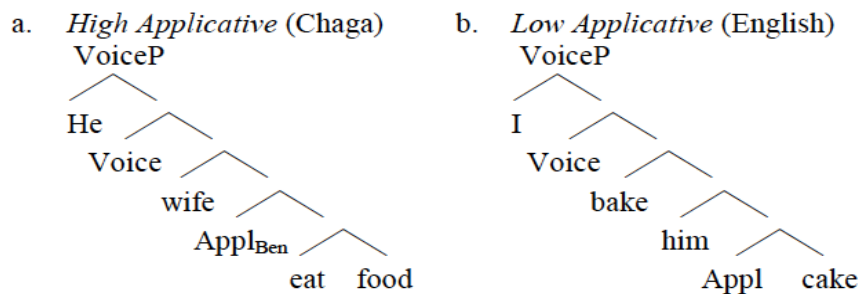 a. High Applicative (Chaga) b. Low Applicative (English)
VoiceP VoiceP
He I
Voice Voice
wife bake
ApplBen him
eat food Appl cake